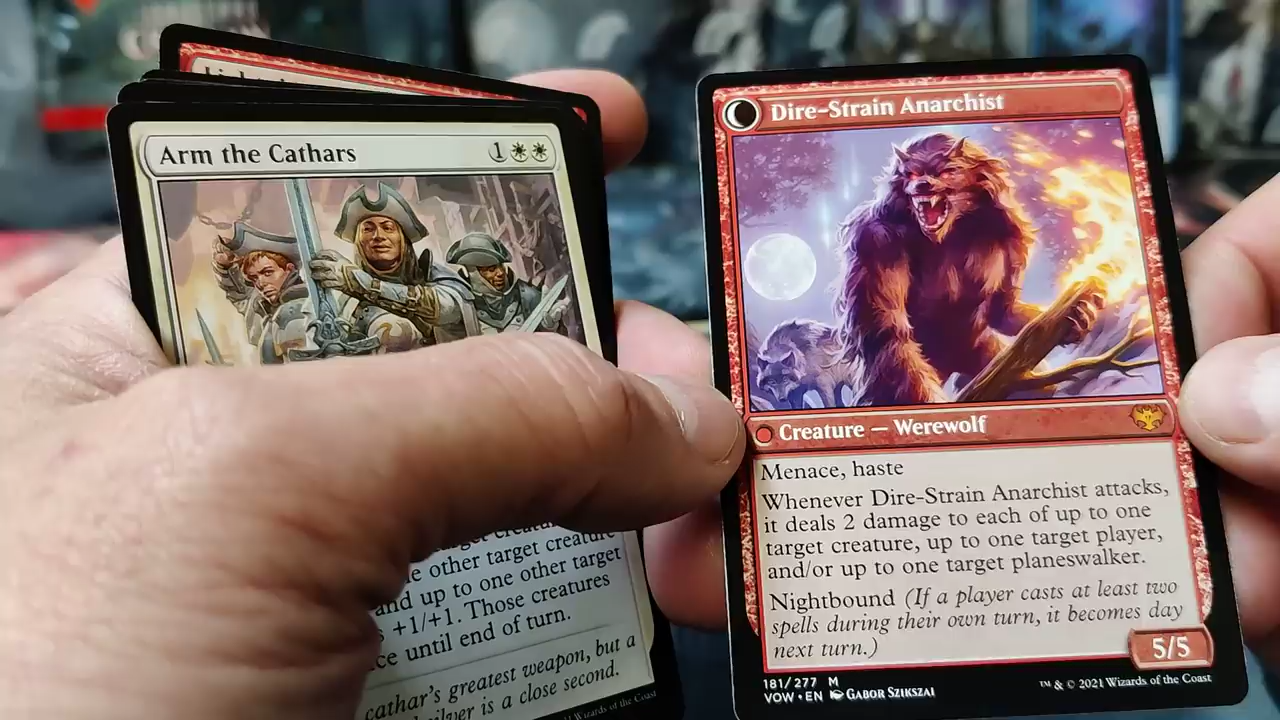 Arm the Cathars 1
other target creature
and up to one other target
+1/+1. Those creatures
until end of turn.
cathar's greatest weapon, but a
is a close second.
2021 Wizards of the Coast
Dire-Strain Anarchist
Creature — Werewolf
Menace, haste
Whenever Dire-Strain Anarchist attacks,
it deals 2 damage to each of up to one
target creature, up to one target player,
and/or up to one target planeswalker.
Nightbound (If a player casts at least two
spells during their own turn, it becomes day
next turn.)
5/5
181/277 M
VOW • EN Gabor Szikszai
™ & © 2021 Wizards of the Coast